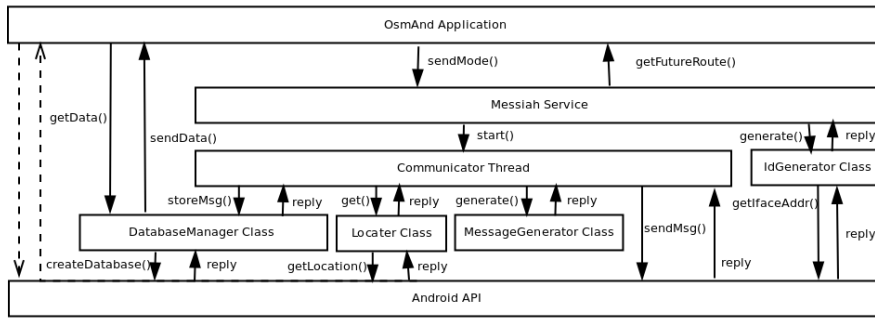 OsmAnd Application
sendMode()
getFutureRoute()
Messiah Service
getData()
sendData()
start()
generate()
reply
Communicator Thread
IdGenerator Class
storeMsg()
reply
get()
reply
generate()
reply
getIfaceAddr()
DatabaseManager Class
Locater Class
MessageGenerator Class
sendMsg()
reply
createDatabase()
reply
getLocation()
reply
reply
Android API